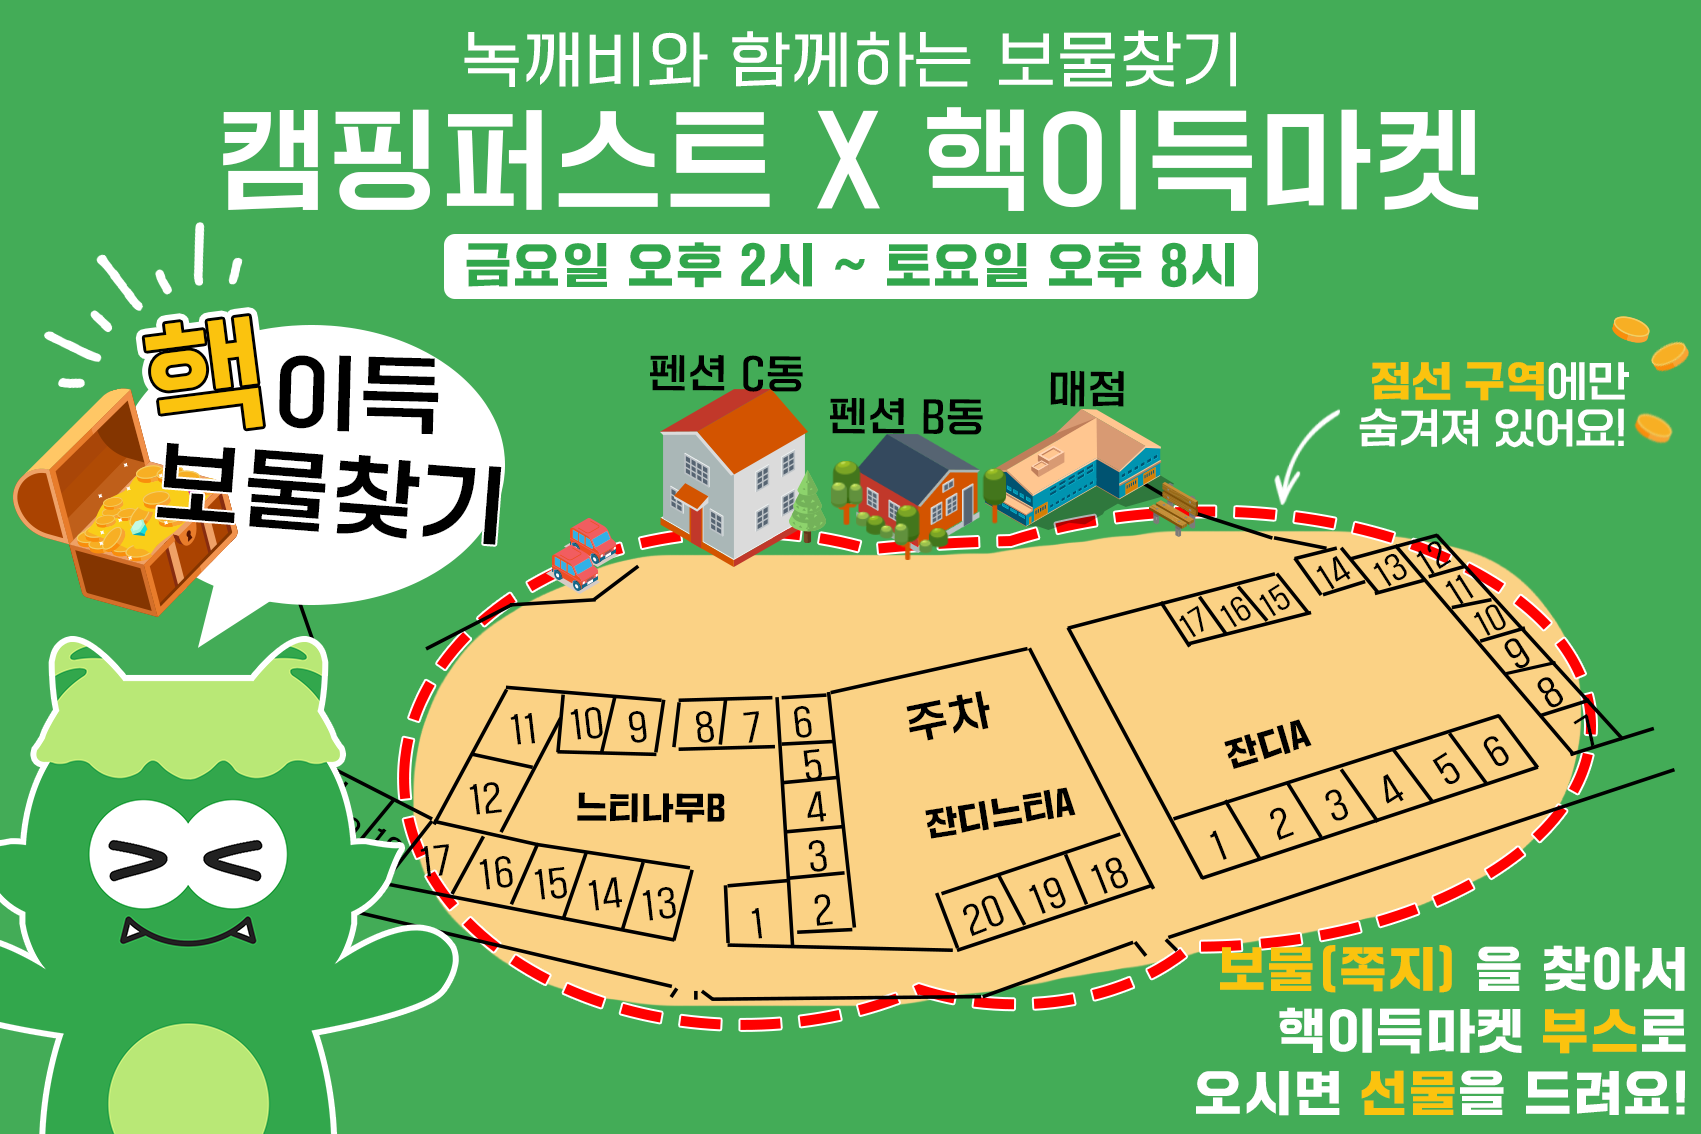 녹깨비와 함께하는 보물찾기
캠핑퍼스트 X 핵이득마켓
금요일 오후 2시 ~ 토요일 오후 8시
핵이득
보물찾기
펜션 C동
펜션 B동
매점
점선 구역에만
숨겨져 있어요!
17 16 15 14 13 12
11
10
9
8
7
잔디A
1 2 3 4 5 6
주차
잔디느티A
20 19 18
11 10 9 8 7 6
5
4
3
2
1
느티나무B
12
17 16 15 14 13
보물(쪽지) 을 찾아서
핵이득마켓 부스로
오시면 선물을 드려요!